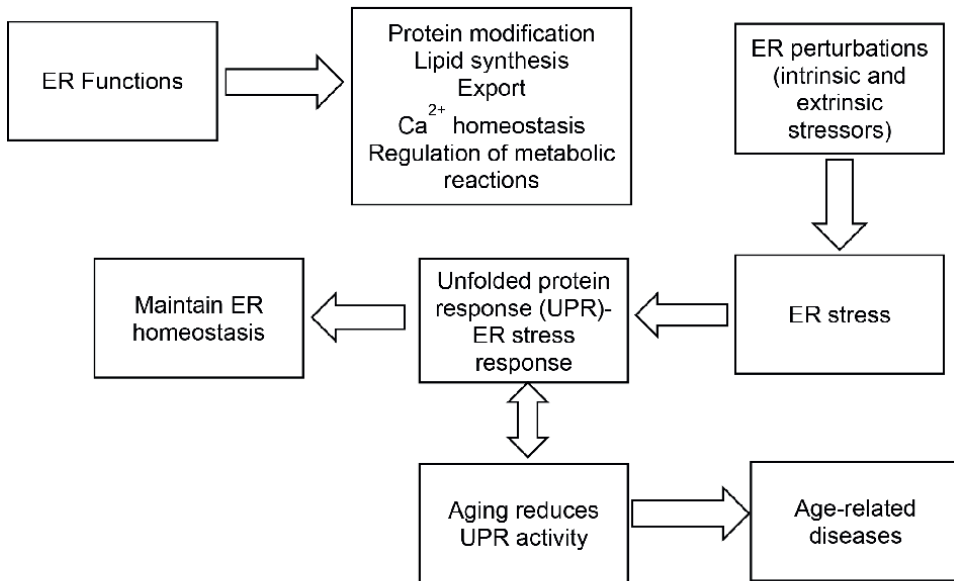 ER Functions
Protein modification
Lipid synthesis
Export
Ca²⁺ homeostasis
Regulation of metabolic
reactions
ER perturbations
(intrinsic and
extrinsic
stressors)
Maintain ER
homeostasis
Unfolded protein
response (UPR)-
ER stress
response
ER stress
Aging reduces
UPR activity
Age-related
diseases